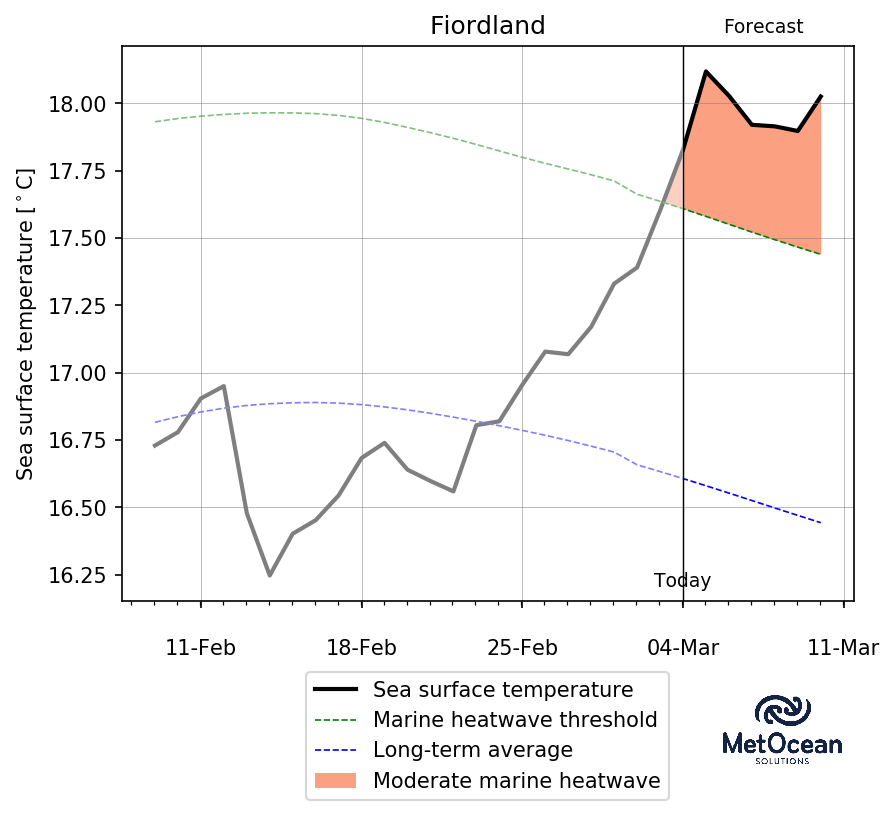 Fiordland
Forecast
Sea surface temperature [°C]
18.00
17.75
17.50
17.25
17.00
16.75
16.50
16.25
Today
11-Feb 18-Feb 25-Feb 04-Mar 11-Mar
Sea surface temperature
Marine heatwave threshold
Long-term average
Moderate marine heatwave
MetOcean
SOLUTIONS